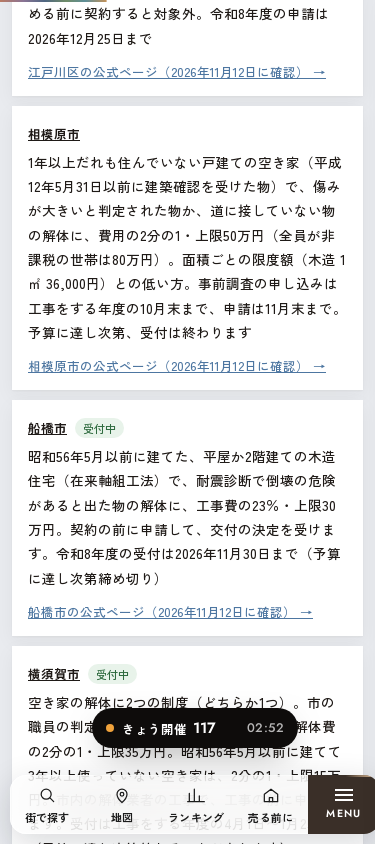 める前に契約すると対象外。令和8年度の申請は
2026年12月25日まで
江戸川区の公式ページ（2026年11月12日に確認） →
相模原市
1年以上だれも住んでいない戸建ての空き家（平成
12年5月31日以前に建築確認を受けた物）で、傷み
が大きいと判定された物か、道に接していない物
の解体に、費用の2分の1・上限50万円（全員が非
課税の世帯は80万円）。面積ごとの限度額（木造 1
㎡ 36,000円）との低い方。事前調査の申し込みは
工事をする年度の10月末まで、申請は11月末まで。
予算に達し次第、受付は終わります
相模原市の公式ページ（2026年11月12日に確認） →
船橋市 受付中
昭和56年5月以前に建てた、平屋か2階建ての木造
住宅（在来軸組工法）で、耐震診断で倒壊の危険
があると出た物の解体に、工事費の23%・上限30
万円。契約の前に申請して、交付の決定を受けま
す。令和8年度の受付は2026年11月30日まで（予算
に達し次第締め切り）
船橋市の公式ページ（2026年11月12日に確認） →
横須賀市 受付中
空き家の解体に2つの制度（どちらか1つ）。市の
職員の判定
解体費
きょう開催 117 02:52
の2分の1・上限35万円。昭和56年5月以前に建てて
3年以上使っていない空き家は、2分の1・上限15万
街で探す
地図
ランキング
売る前に
MENU